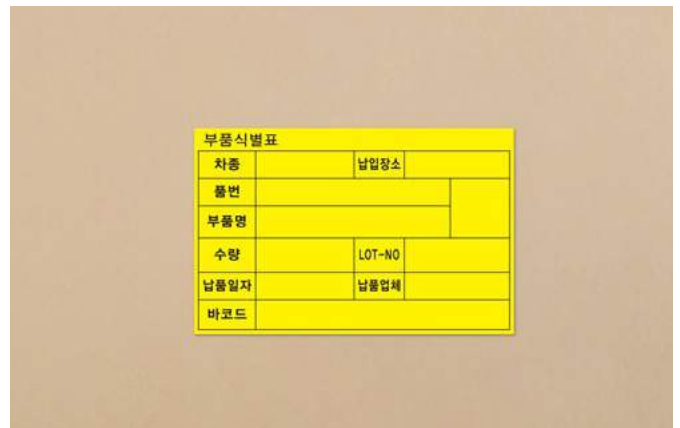 부품식별표
차종 납입장소
품번
부품명
수량 LOT-NO
납품일자 납품업체
바코드